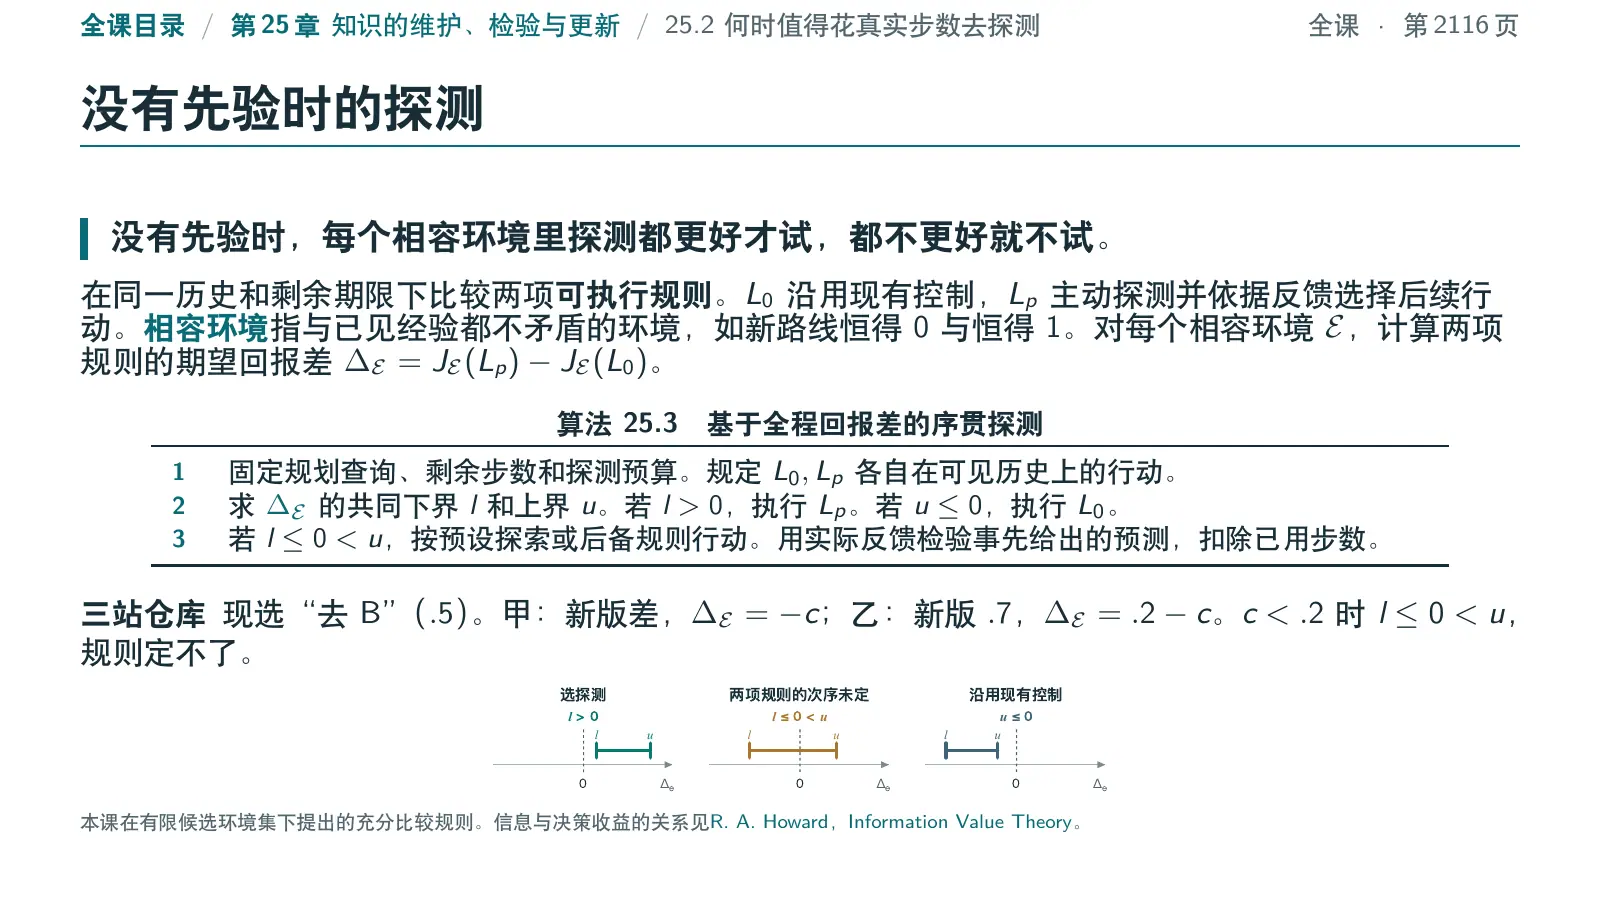 全课目录 / 第 25 章 知识的维护、检验与更新 / 25.2 何时值得花真实步数去探测
全课 · 第 2116 页
没有先验时的探测
没有先验时，每个相容环境里探测都更好才试，都不更好就不试。
在同一历史和剩余期限下比较两项可执行规则。L₀ 沿用现有控制，Lₚ 主动探测并依据反馈选择后续行
动。相容环境指与已见经验都不矛盾的环境，如新路线恒得 0 与恒得 1。对每个相容环境 ℰ，计算两项
规则的期望回报差 Δℰ = Jℰ(Lₚ) − Jℰ(L₀)。
算法 25.3 基于全程回报差的序贯探测
1 固定规划查询、剩余步数和探测预算。规定 L₀, Lₚ 各自在可见历史上的行动。
2 求 Δℰ 的共同下界 l 和上界 u。若 l > 0，执行 Lₚ。若 u ≤ 0，执行 L₀。
3 若 l ≤ 0 < u，按预设探索或后备规则行动。用实际反馈检验事先给出的预测，扣除已用步数。
三站仓库 现选“去 B”(.5)。甲：新版差，Δℰ = −c；乙：新版 .7，Δℰ = .2 − c。c < .2 时 l ≤ 0 < u，
规则定不了。
选探测
l > 0
l u
0 Δₑ
两项规则的次序未定
l ≤ 0 < u
l u
0 Δₑ
沿用现有控制
u ≤ 0
l u
0 Δₑ
本课在有限候选环境集下提出的充分比较规则。信息与决策收益的关系见R. A. Howard，Information Value Theory。